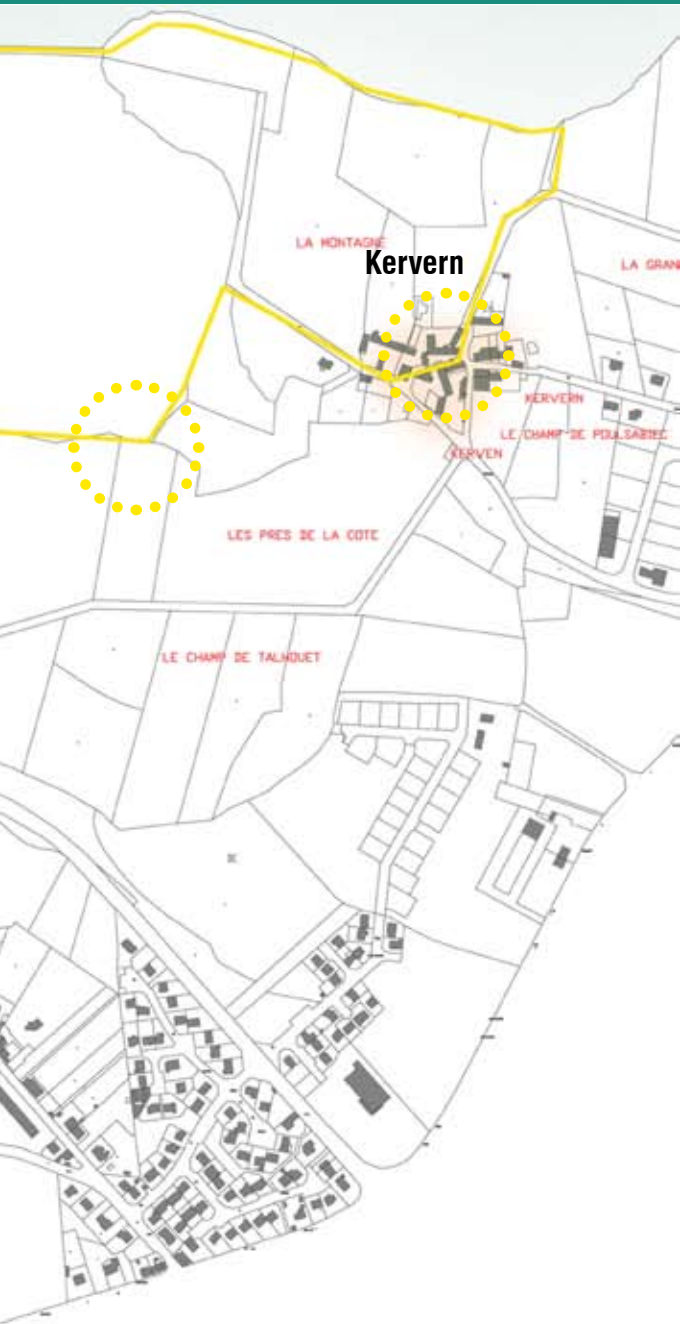 LA MONTAGNE
Kervern
LA GRAN
KERVERN
LE CHAMP DE POULSABIEC
KERVEN
LES PRES DE LA COTE
LE CHAMP DE TALHOUET